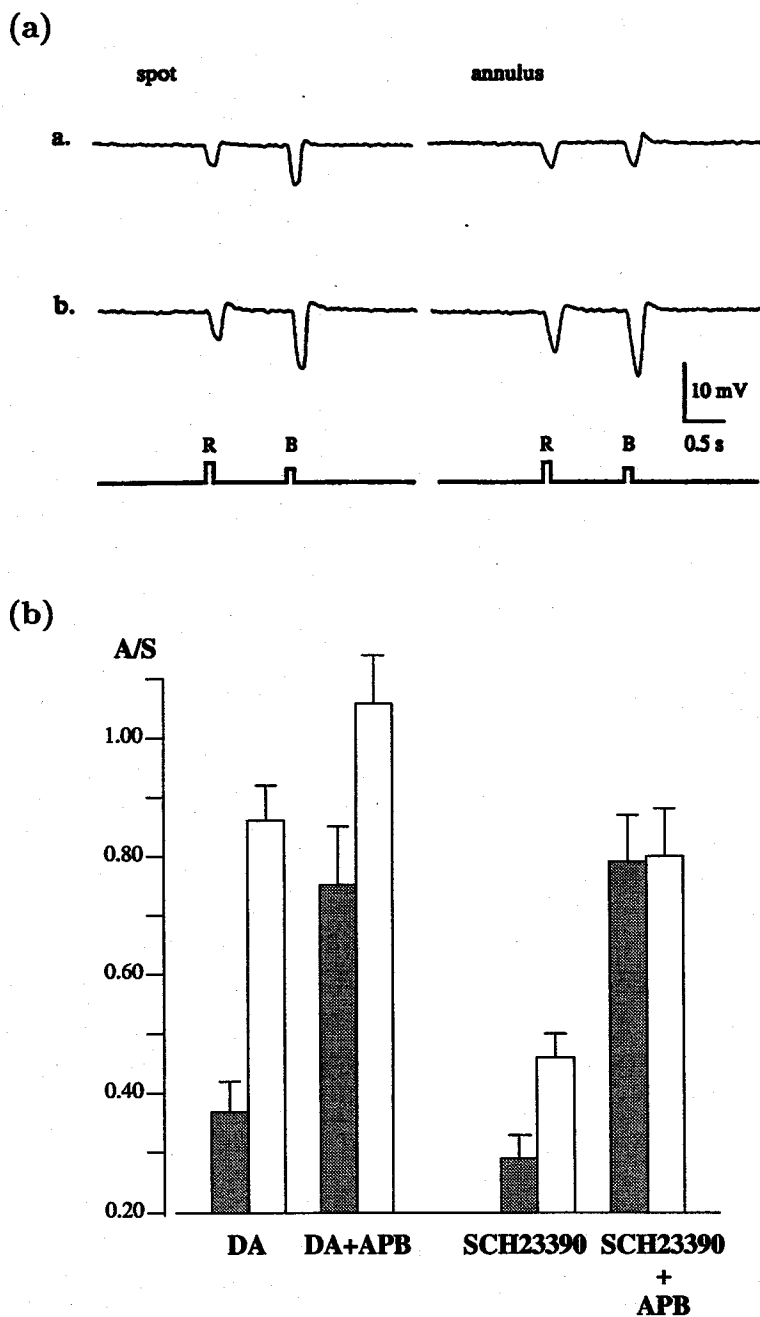 (a)
spot annulus
a.
b.
10 mV
R B R B 0.5 s
(b)
A/S
1.00
0.80
0.60
0.40
0.20
DA DA+APB SCH23390 SCH23390
+
APB